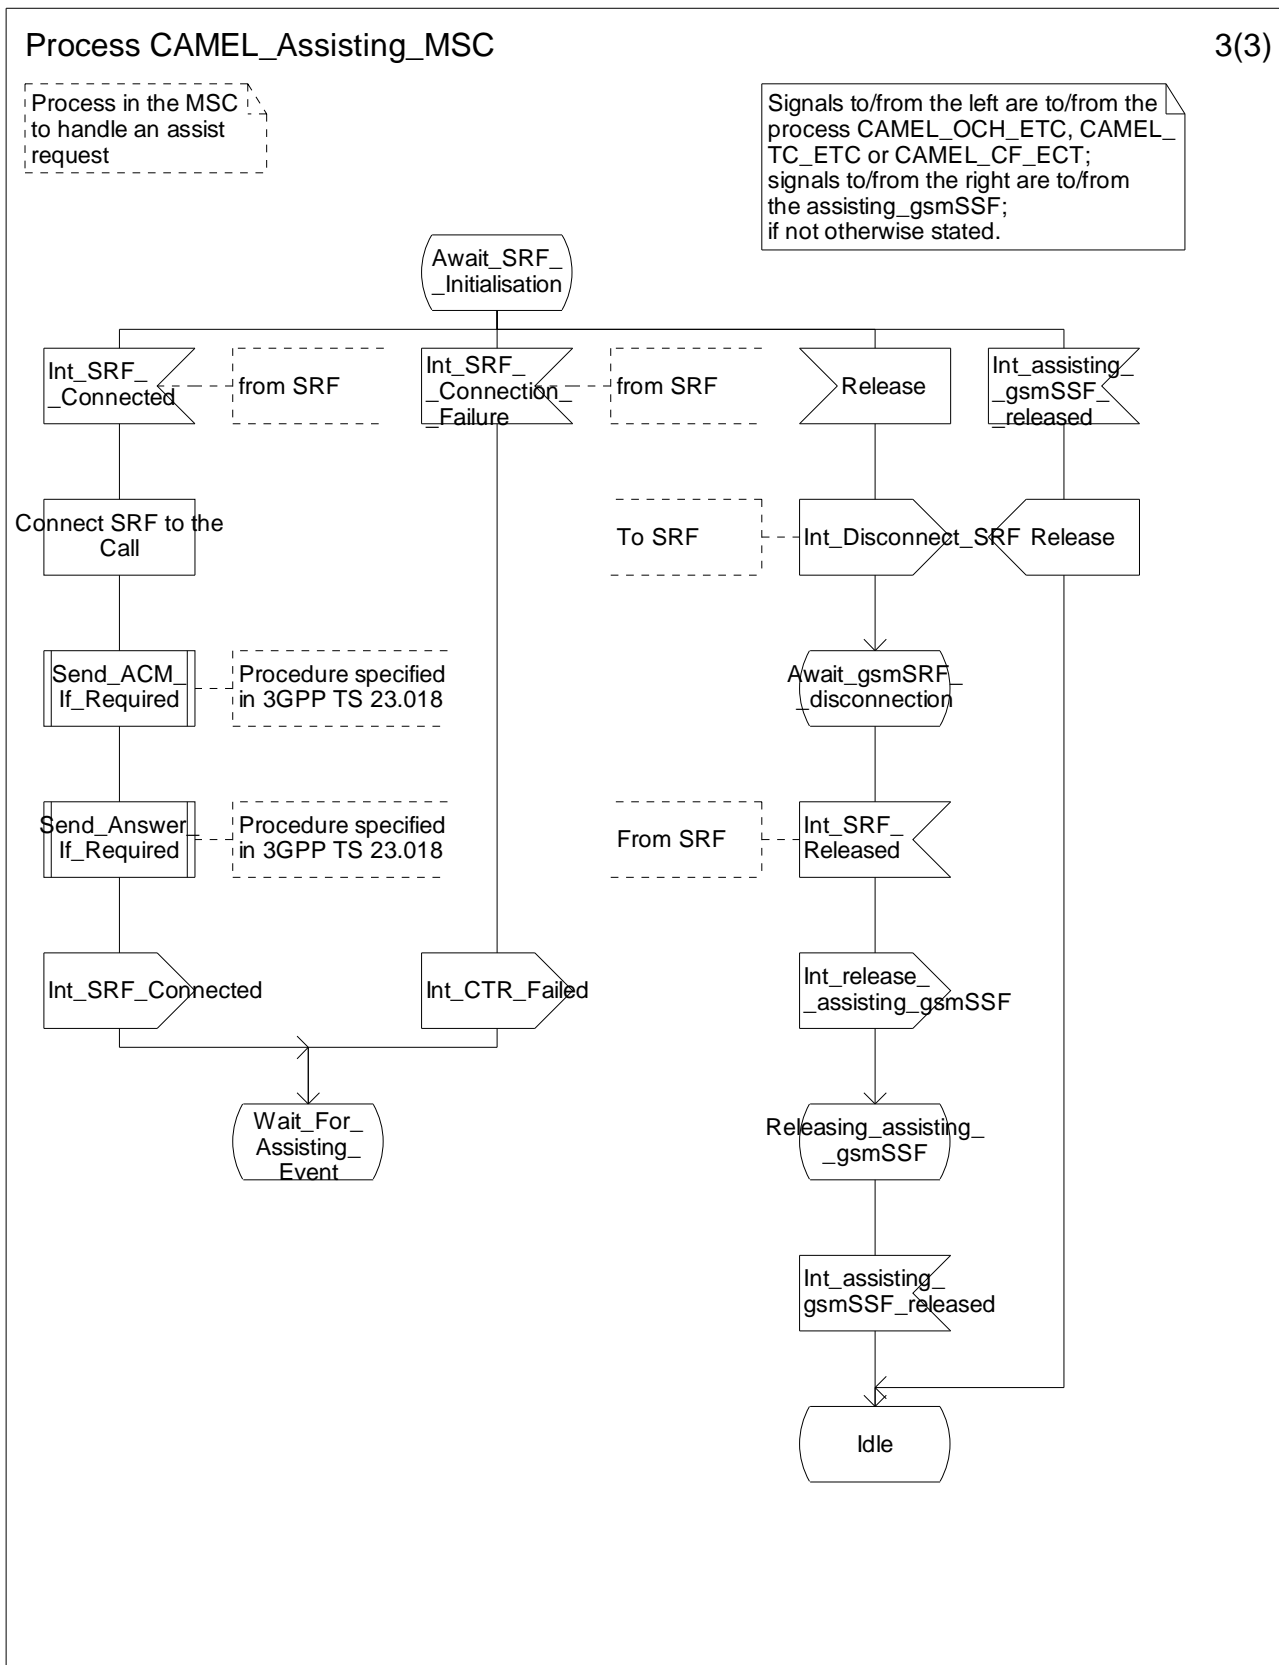 Process CAMEL_Assisting_MSC
3(3)
Process in the MSC
to handle an assist
request
Signals to/from the left are to/from the
process CAMEL_OCH_ETC, CAMEL_
TC_ETC or CAMEL_CF_ECT;
signals to/from the right are to/from
the assisting_gsmSSF;
if not otherwise stated.
Await_SRF_
_Initialisation
Int_SRF_
_Connected
from SRF
Int_SRF_
_Connection_
_Failure
from SRF
Release
Int_assisting_
_gsmSSF_
_released
Connect SRF to the
Call
To SRF
Int_Disconnect_SRF
Release
Send_ACM_
If_Required
Procedure specified
in 3GPP TS 23.018
Await_gsmSRF_
_disconnection
Send_Answer_
If_Required
Procedure specified
in 3GPP TS 23.018
From SRF
Int_SRF_
Released
Int_SRF_Connected
Int_CTR_Failed
Int_release_
_assisting_gsmSSF
Wait_For_
Assisting_
Event
Releasing_assisting_
_gsmSSF
Int_assisting_
gsmSSF_released
Idle